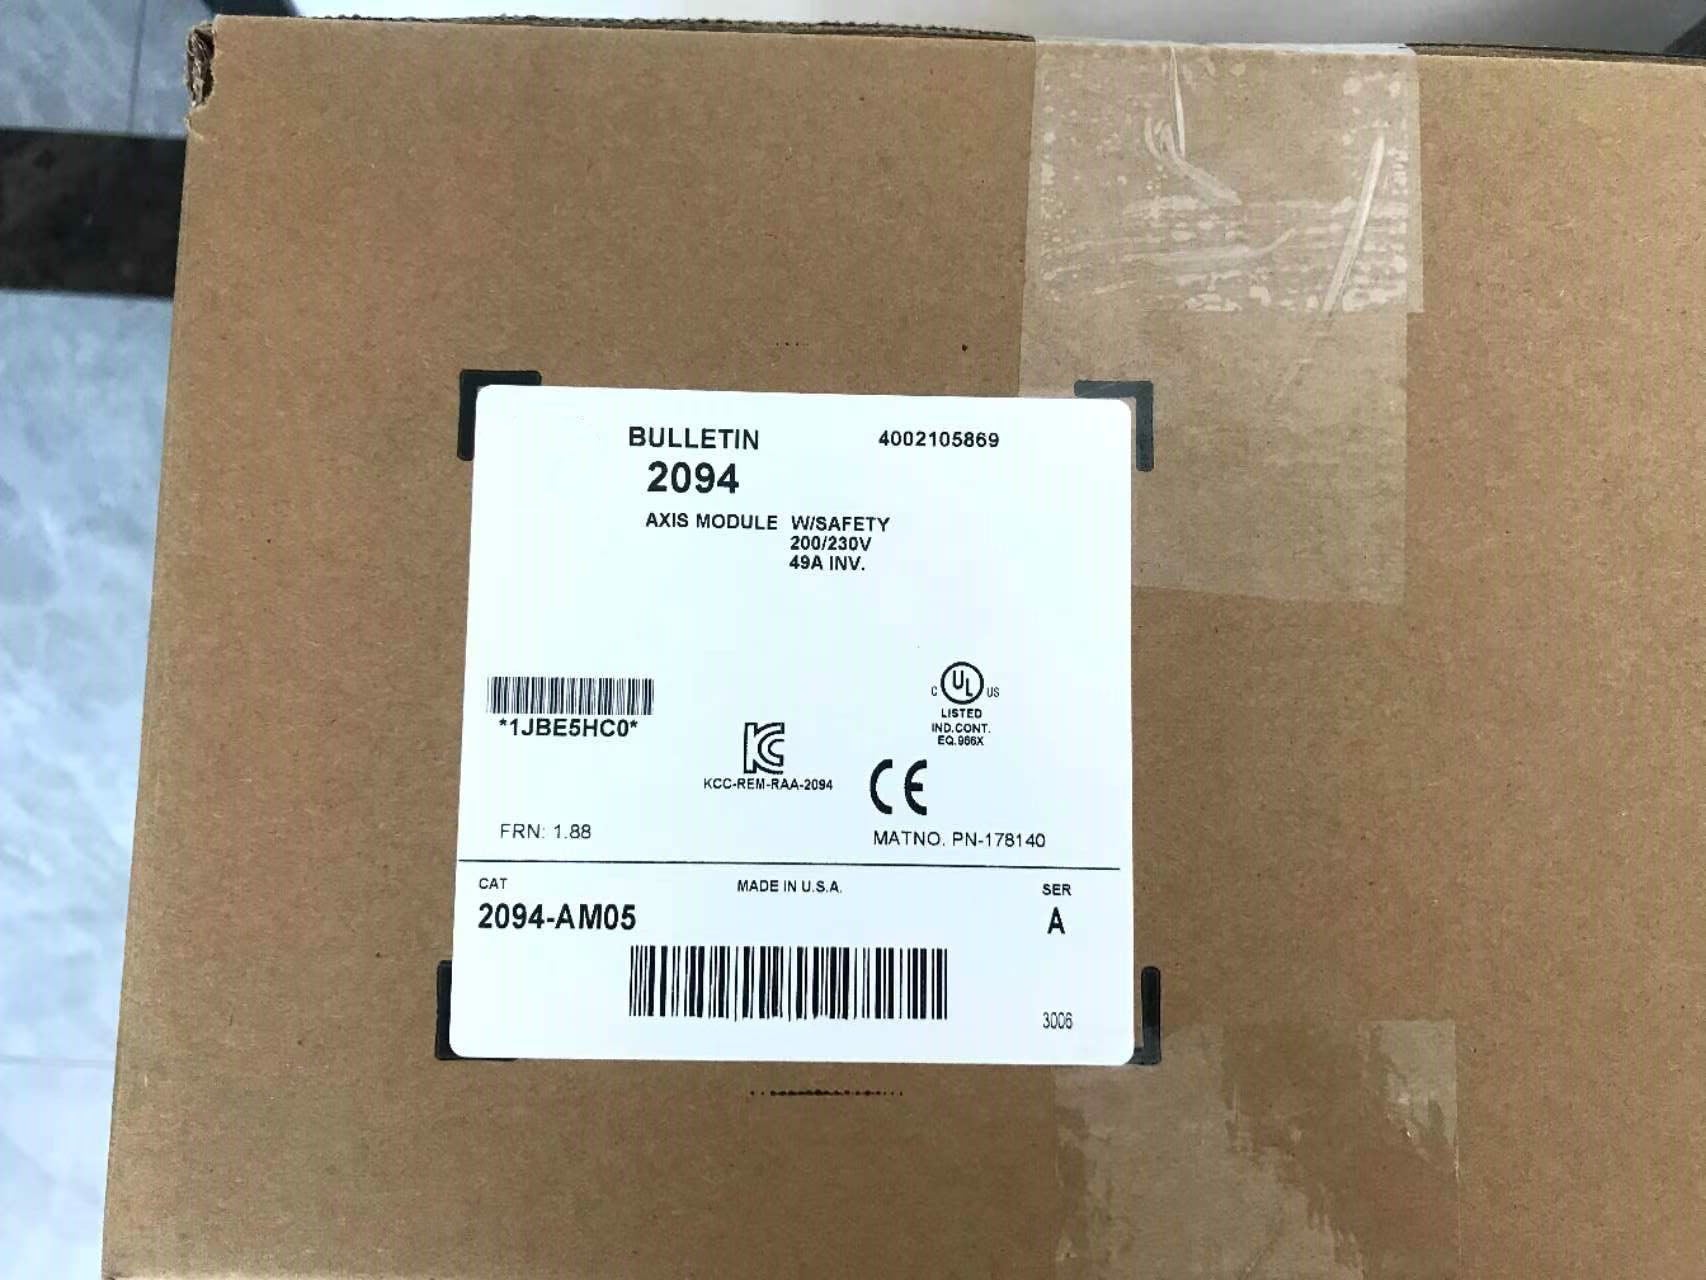 BULLETIN 4002105869
2094
AXIS MODULE W/SAFETY
200/230V
49A INV.
*1JBE5HC0*
C UL US
LISTED
IND.CONT.
EQ.966X
KC
KCC-REM-RAA-2094
CE
FRN: 1.88
MATNO. PN-178140
CAT MADE IN U.S.A. SER
2094-AM05 A
3006